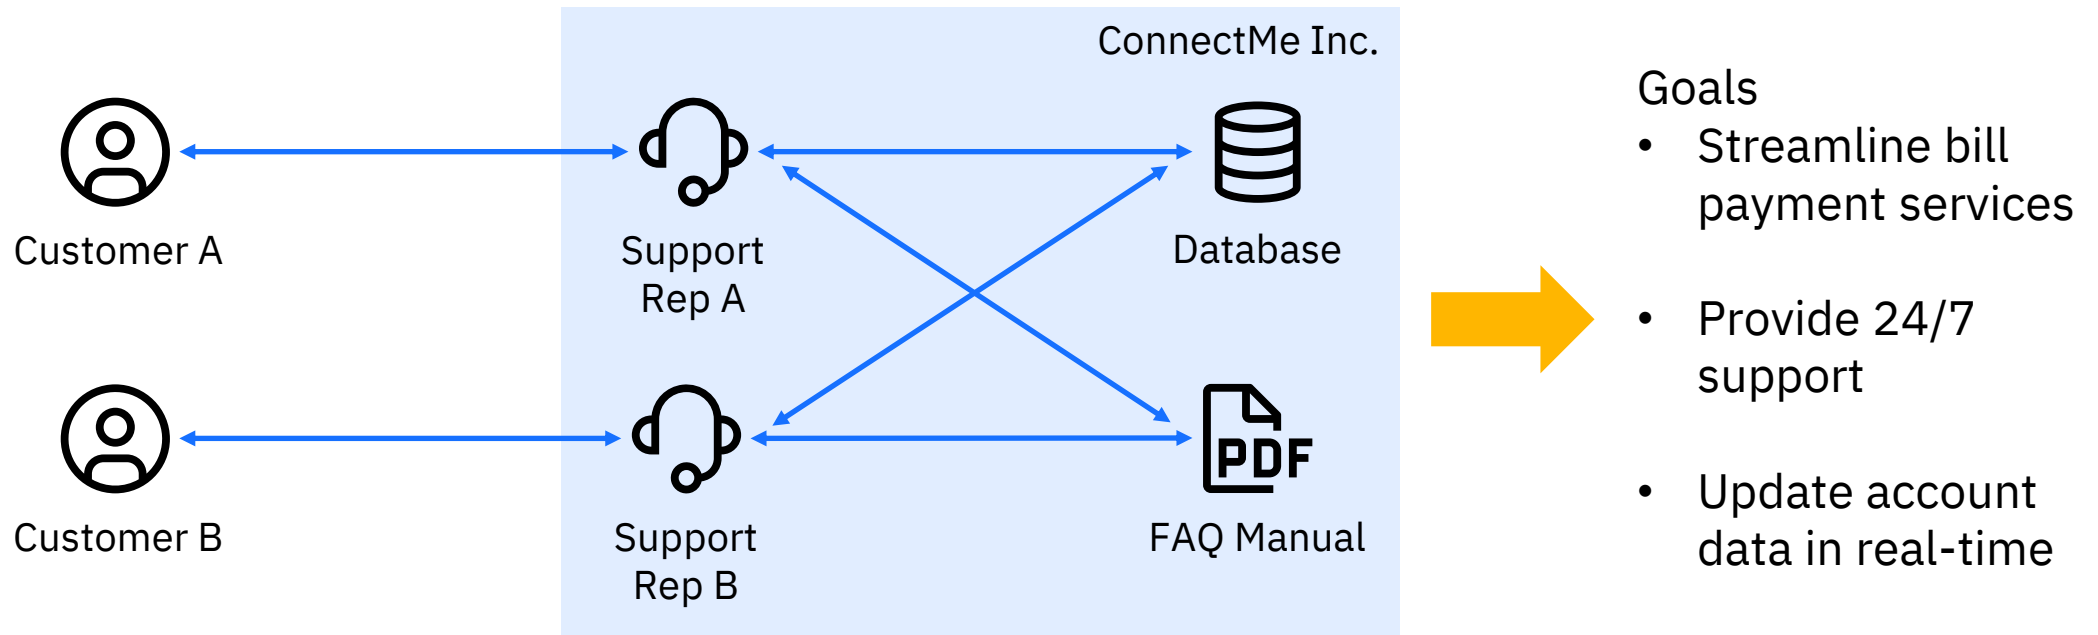 ConnectMe Inc.
Customer A
Support
Rep A
Database
Customer B
Support
Rep B
PDF
FAQ Manual
Goals
• Streamline bill
payment services
• Provide 24/7
support
• Update account
data in real-time